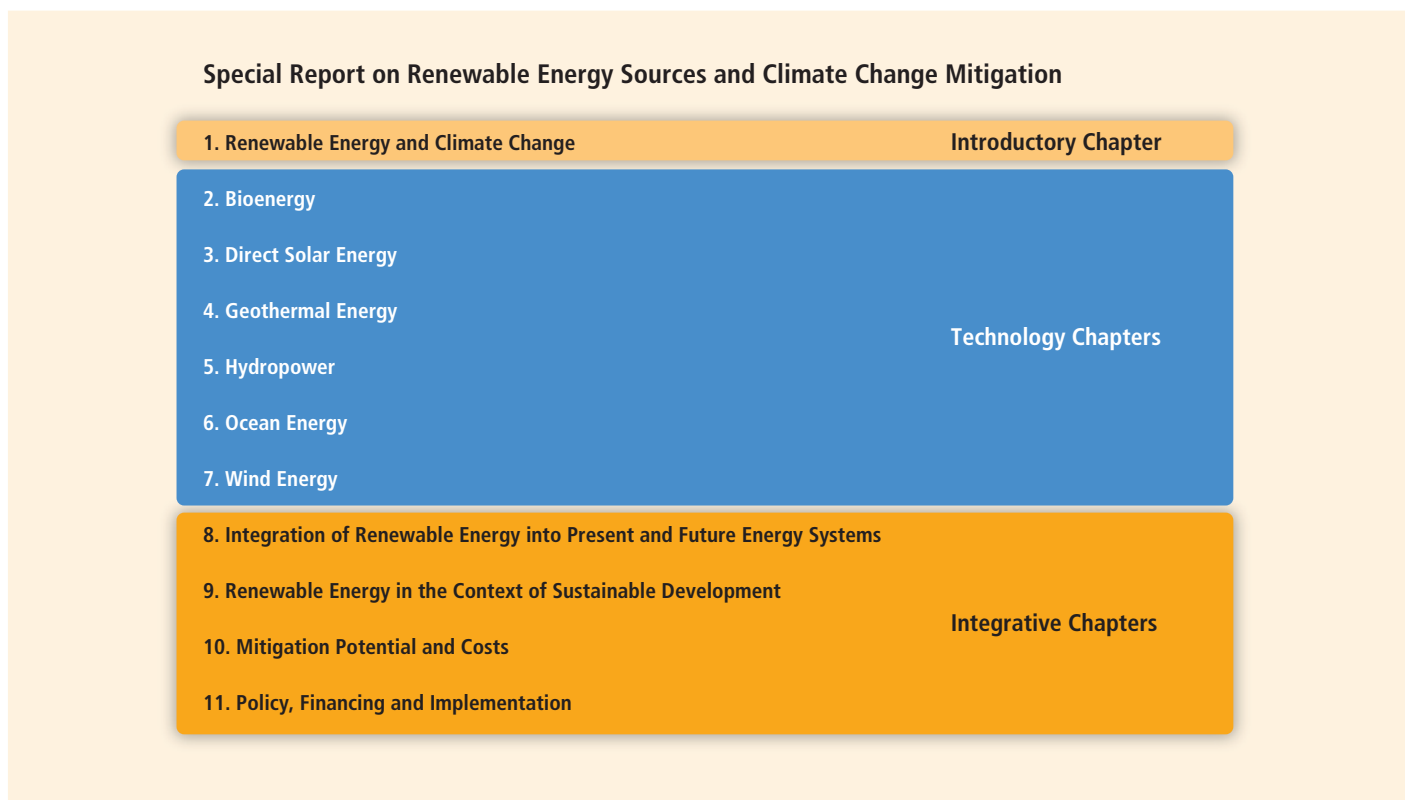 Special Report on Renewable Energy Sources and Climate Change Mitigation
1. Renewable Energy and Climate Change
Introductory Chapter
2. Bioenergy
3. Direct Solar Energy
4. Geothermal Energy
5. Hydropower
6. Ocean Energy
7. Wind Energy
Technology Chapters
8. Integration of Renewable Energy into Present and Future Energy Systems
9. Renewable Energy in the Context of Sustainable Development
10. Mitigation Potential and Costs
11. Policy, Financing and Implementation
Integrative Chapters